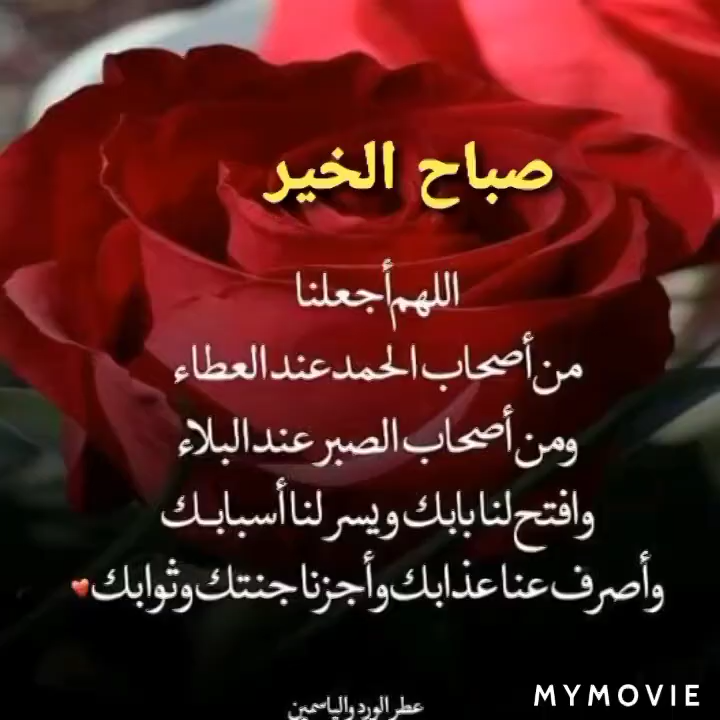 صباح الخير
اللهم أجعلنا
من أصحاب الحمد عند العطاء
ومن أصحاب الصبر عند البلاء
وافتح لنا بابك ويسر لنا أسبابك
وأصرف عنا عذابك وأجزنا جنتك وثوابك❤
عطر الورد والياسمين
MYMOVIE